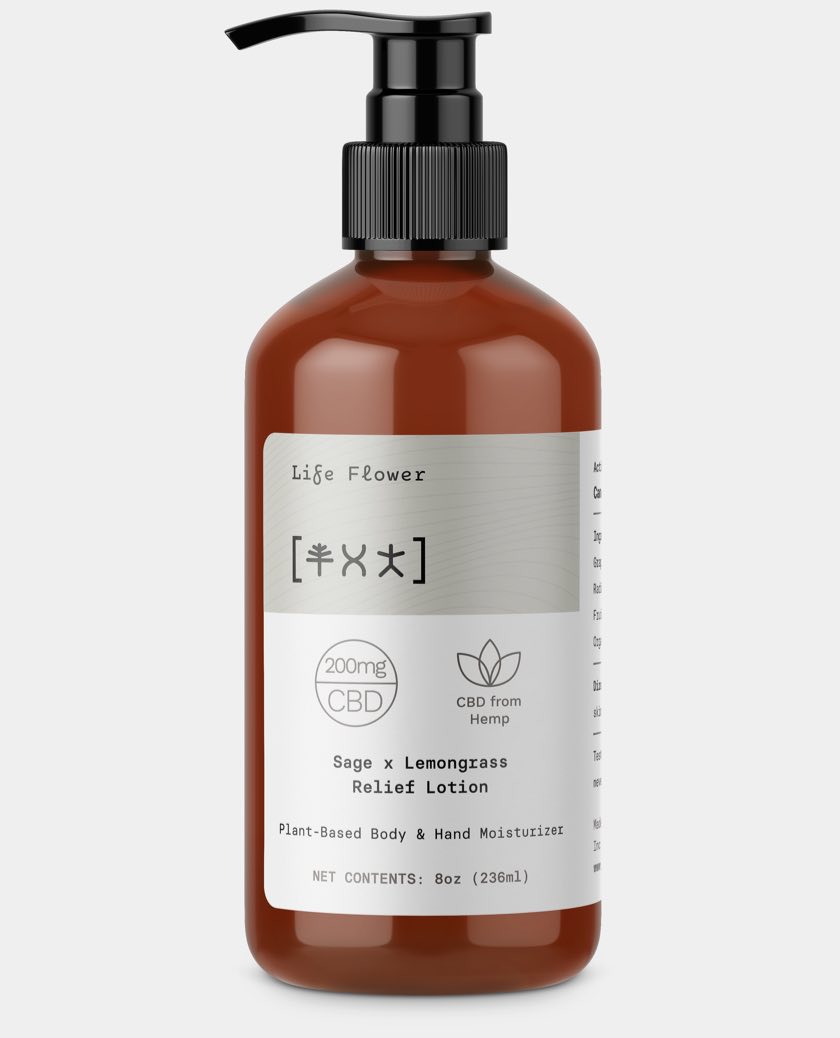 Life Flower
200mg
CBD
CBD from
Hemp
Sage x Lemongrass
Relief Lotion
Plant-Based Body & Hand Moisturizer
NET CONTENTS: 8oz (236ml)